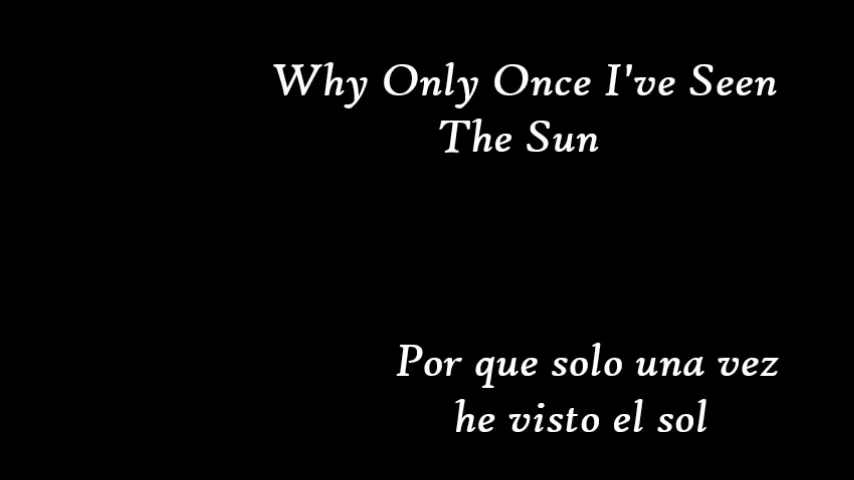 Why Only Once I've Seen
The Sun
Por que solo una vez
he visto el sol